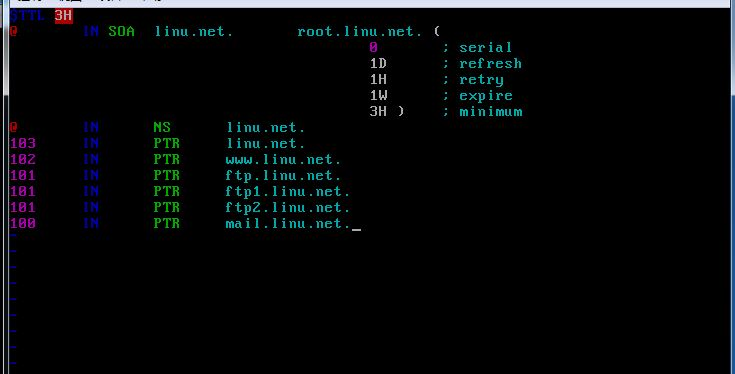 $TTL 3H
@ IN SOA linu.net. root.linu.net. (
0 ; serial
1D ; refresh
1H ; retry
1W ; expire
3H ) ; minimum
@ IN NS linu.net.
103 IN PTR linu.net.
102 IN PTR www.linu.net.
101 IN PTR ftp.linu.net.
101 IN PTR ftp1.linu.net.
101 IN PTR ftp2.linu.net.
100 IN PTR mail.linu.net.
~
~
~
~
~
~
~
~
~